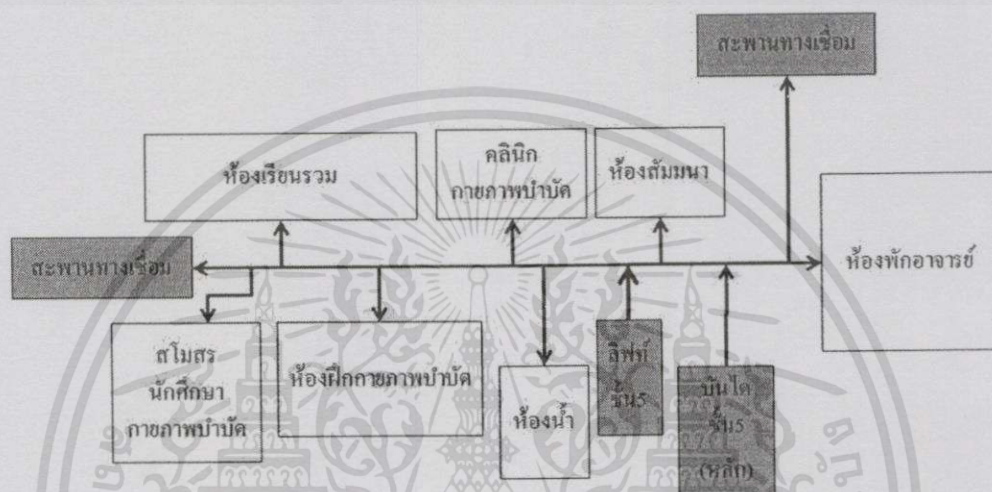 สะพานทางเชื่อม
ห้องเรียนรวม
คลินิก
กายภาพบำบัด
ห้องสัมมนา
สะพานทางเชื่อม
ห้องพักอาจารย์
สโมสร
นักศึกษา
กายภาพบำบัด
ห้องฝึกกายภาพบำบัด
ห้องน้ำ
ลิฟท์
ชั้น5
บันได
ชั้น5
(หลัก)